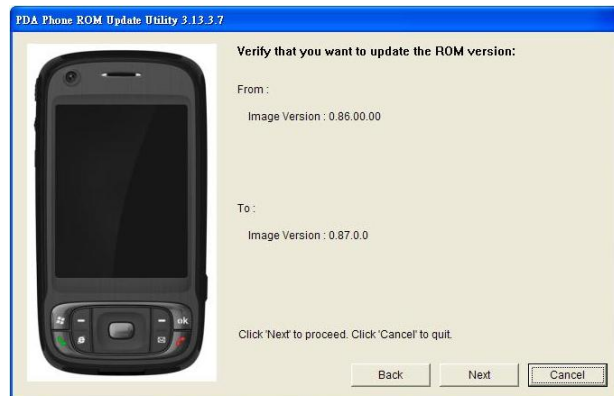 PDA Phone ROM Update Utility 3.13.3.7
Verify that you want to update the ROM version:
From :
Image Version : 0.86.00.00
To :
Image Version : 0.87.0.0
ok
Click 'Next' to proceed. Click 'Cancel' to quit.
Back Next Cancel